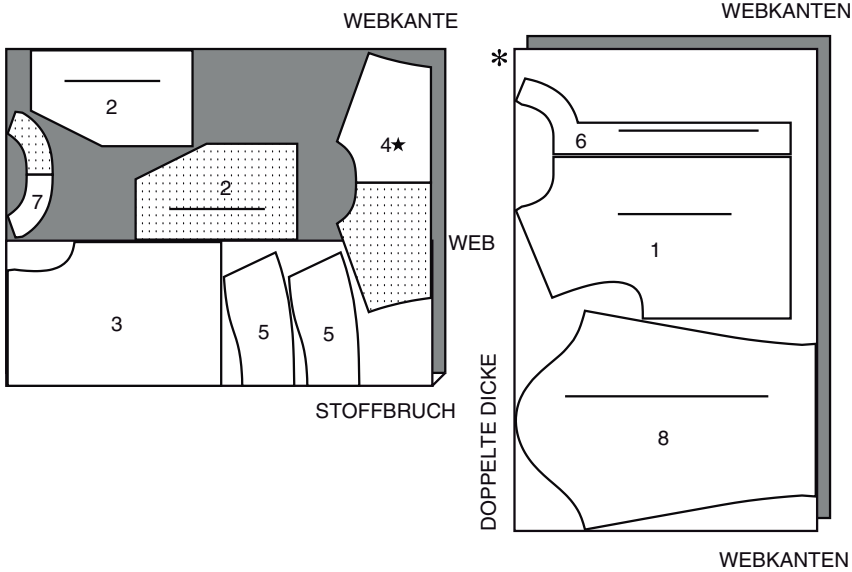 WEBKANTE
2
4★
2
7
WEB
3
5
5
STOFFBRUCH
WEBKANTEN
*
6
1
8
DOPPELTE DICKE
WEBKANTEN